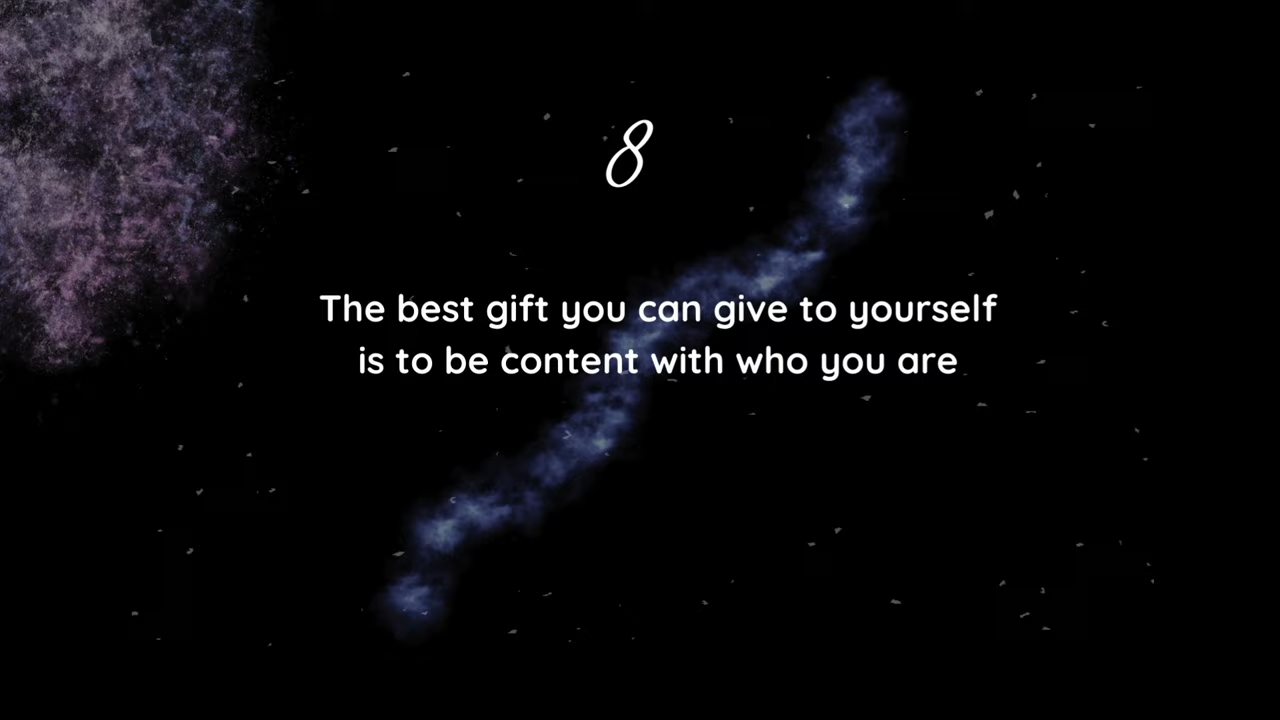 8
The best gift you can give to yourself
is to be content with who you are